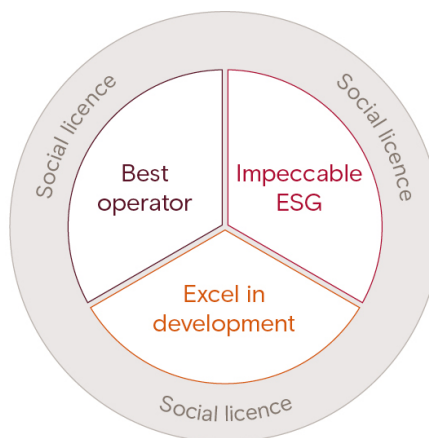 Social licence
Social licence
Best
operator
Impeccable
ESG
Excel in
development
Social licence